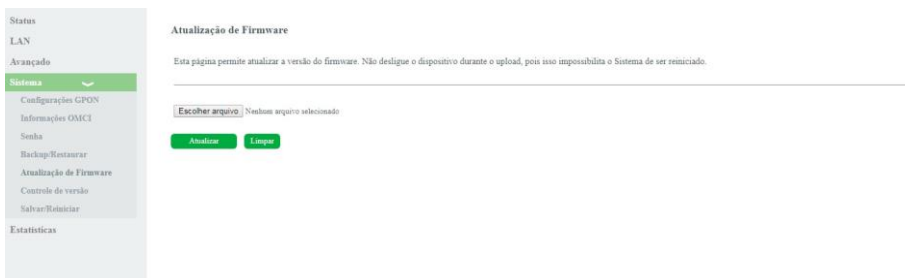 Status
LAN
Avançado
Sistema
Configurações GPON
Informações OMCI
Senha
Backup/Restaurar
Atualização de Firmware
Controle de versão
Salvar/Reiniciar
Estatísticas
Atualização de Firmware
Esta página permite atualizar a versão do firmware. Não desligue o dispositivo durante o upload, pois isso impossibilita o Sistema de ser reiniciado.
Escolher arquivo Nenhum arquivo selecionado
Atualizar Limpar